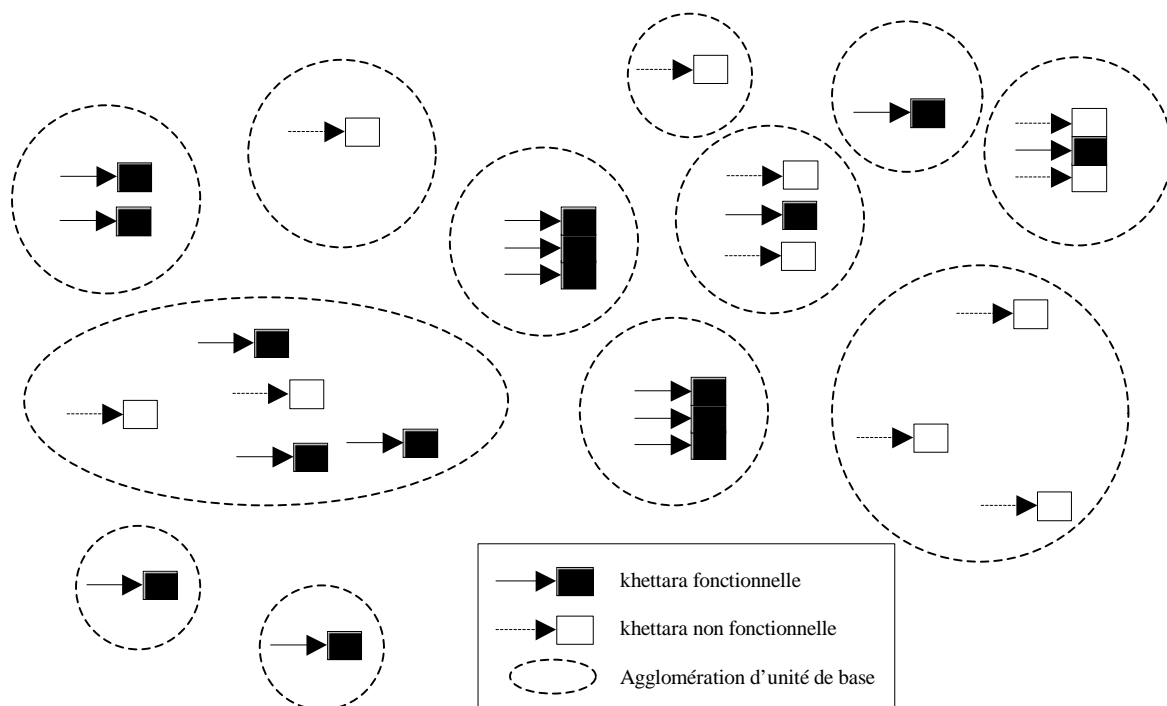 khettara fonctionnelle
khettara non fonctionnelle
Agglomération d'unité de base